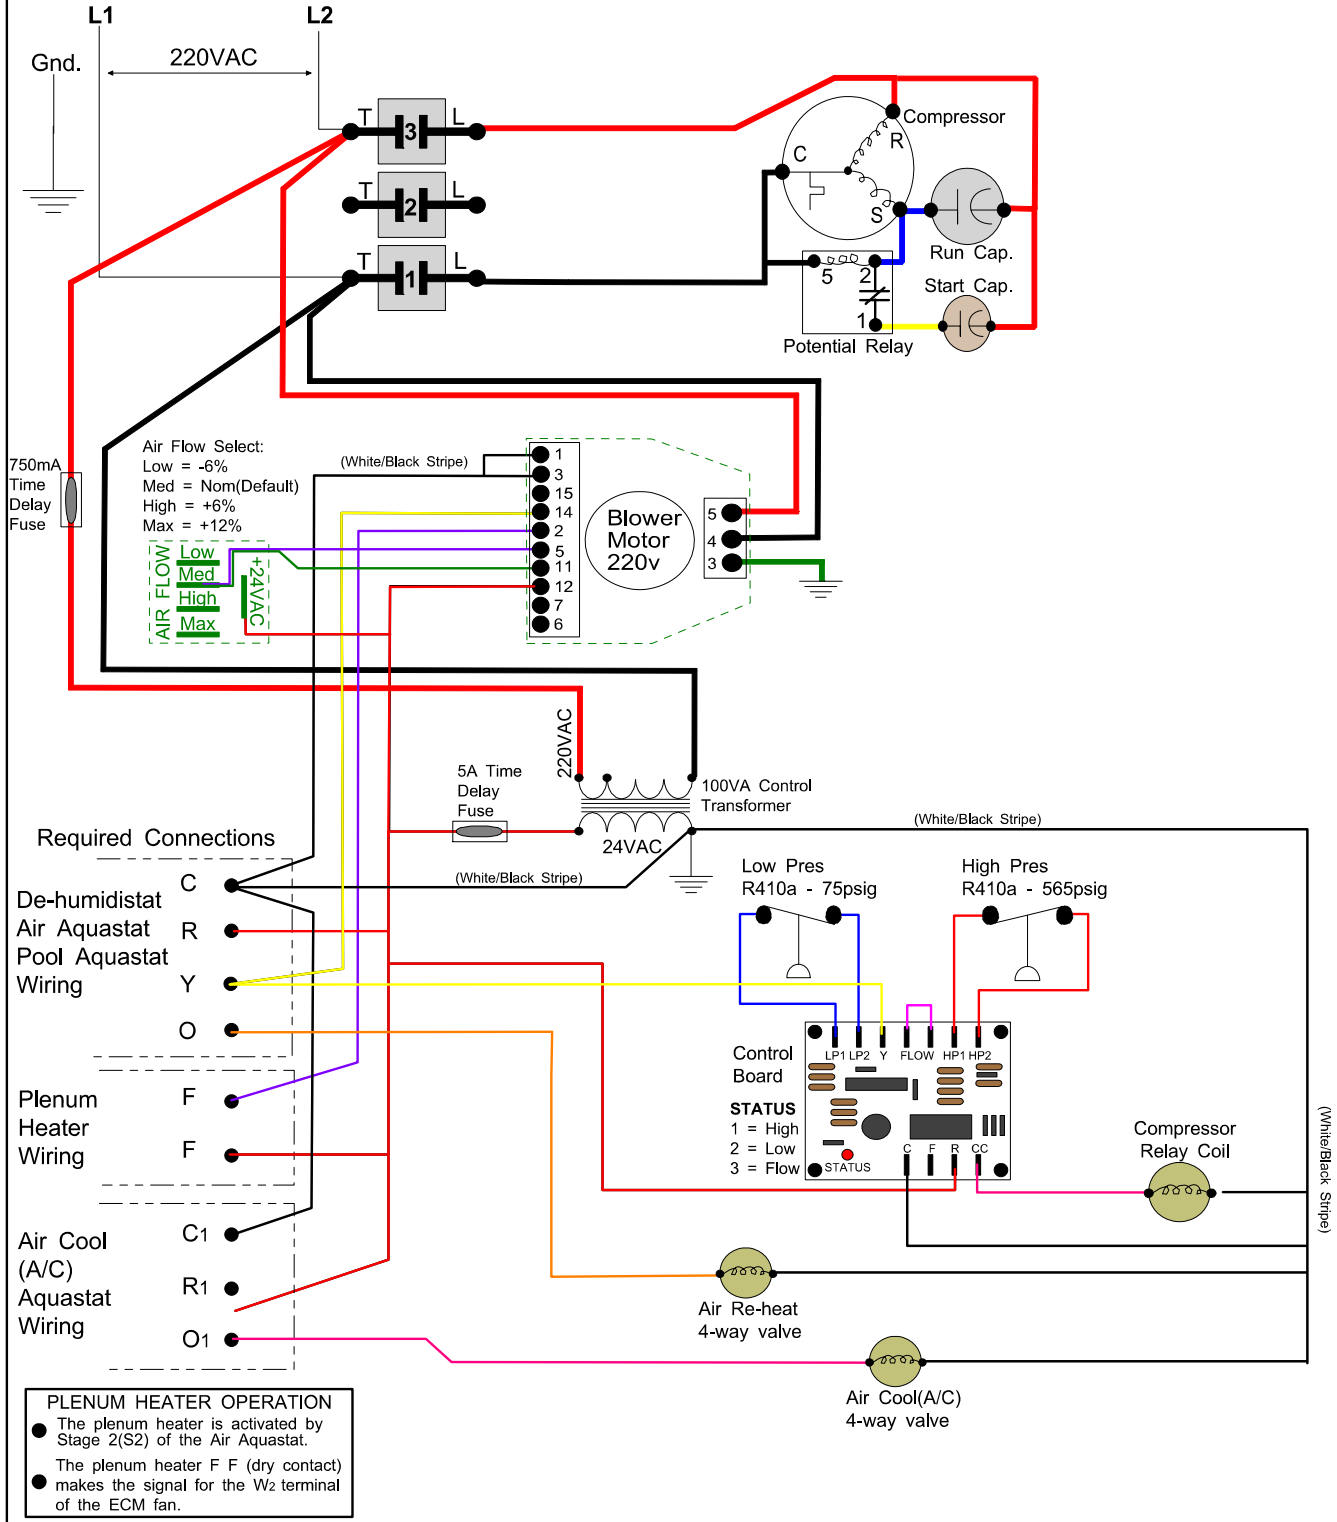 L1
L2
Gnd.
220VAC
T
3
L
T
2
L
T
1
L
Compressor
R
C
S
Run Cap.
5
2
1
Start Cap.
Potential Relay
750mA
Time
Delay
Fuse
Air Flow Select:
Low = -6%
Med = Nom(Default)
High = +6%
Max = +12%
(White/Black Stripe)
AIR FLOW
Low
Med
High
Max
+24VAC
1
3
15
14
2
5
11
12
7
6
Blower
Motor
220v
5
4
3
220VAC
5A Time
Delay
Fuse
100VA Control
Transformer
24VAC
(White/Black Stripe)
(White/Black Stripe)
Required Connections
De-humidistat
Air Aquastat
Pool Aquastat
Wiring
C
R
Y
O
Plenum
Heater
Wiring
F
F
Air Cool
(A/C)
Aquastat
Wiring
C1
R1
O1
Low Pres
R410a - 75psig
High Pres
R410a - 565psig
Control
Board
STATUS
1 = High
2 = Low
3 = Flow
LP1 LP2 Y FLOW HP1 HP2
C F R CC
STATUS
Compressor
Relay Coil
(White/Black Stripe)
Air Re-heat
4-way valve
Air Cool(A/C)
4-way valve
PLENUM HEATER OPERATION
The plenum heater is activated by
Stage 2(S2) of the Air Aquastat.
The plenum heater F F (dry contact)
makes the signal for the W2 terminal
of the ECM fan.